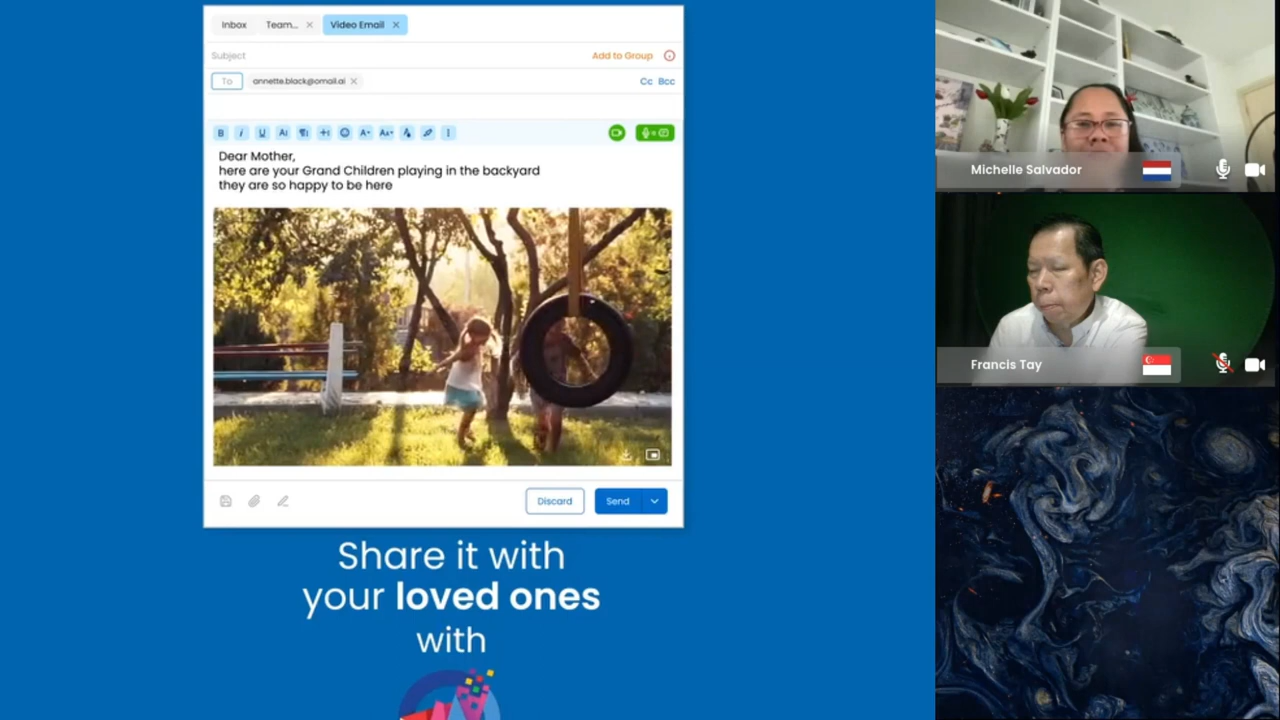 Inbox
Team...
Video Email
Subject
Add to Group
To
annette.black@omail.ai
Cc Bcc
Dear Mother,
here are your Grand Children playing in the backyard
they are so happy to be here
Discard
Send
Share it with
your loved ones
with
Michelle Salvador
Francis Tay